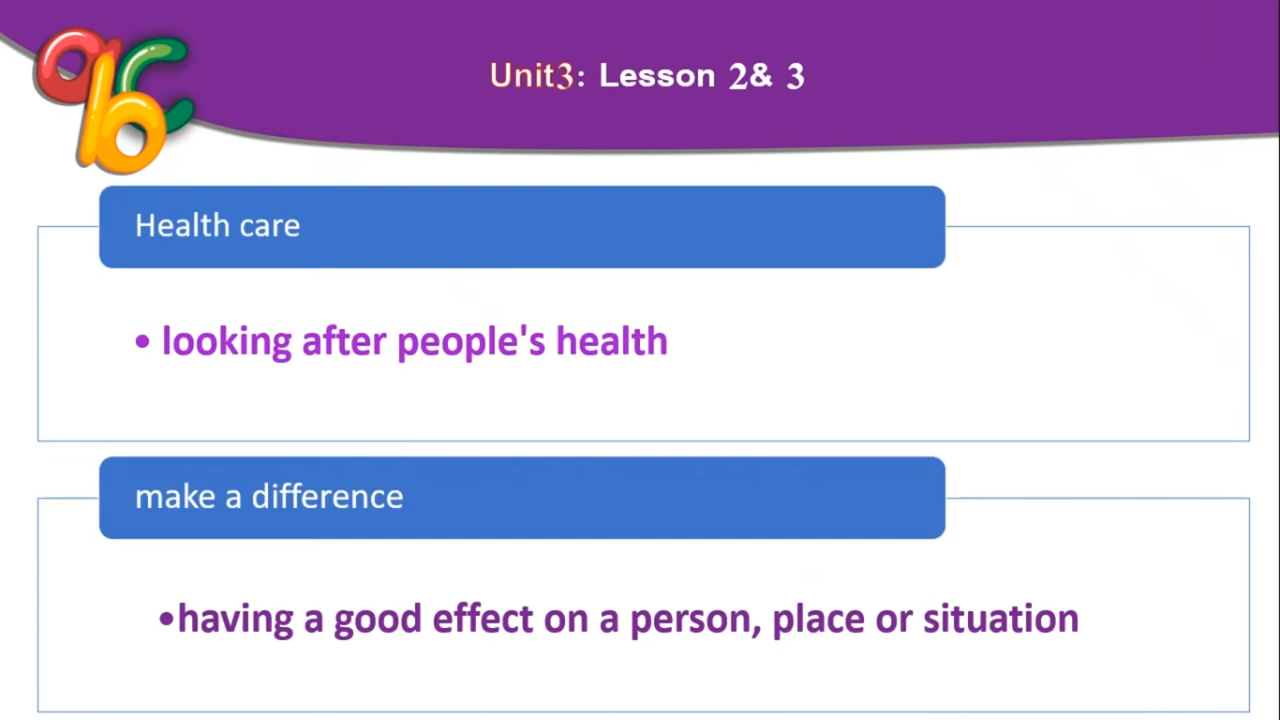 abc
Unit3: Lesson 2& 3
Health care
• looking after people's health
make a difference
•having a good effect on a person, place or situation